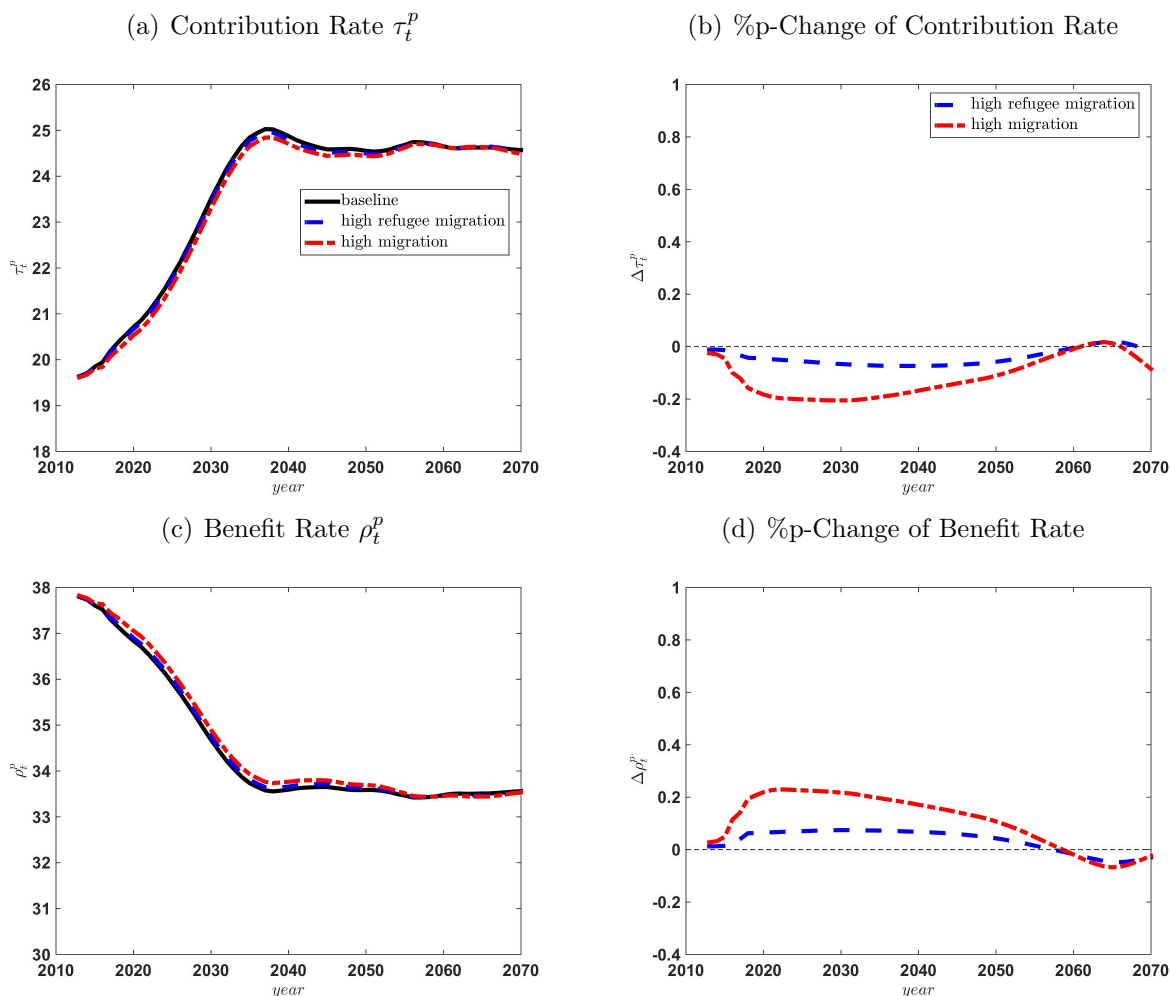 (a) Contribution Rate τ_t^p
26
25
24
23
22
21
20
19
18
τ_t^p
2010 2020 2030 2040 2050 2060 2070
year
baseline
high refugee migration
high migration
(b) %p-Change of Contribution Rate
1
0.8
0.6
0.4
0.2
0
-0.2
-0.4
Δτ_t^p
2010 2020 2030 2040 2050 2060 2070
year
high refugee migration
high migration
(c) Benefit Rate ρ_t^p
38
37
36
35
34
33
32
31
30
ρ_t^p
2010 2020 2030 2040 2050 2060 2070
year
(d) %p-Change of Benefit Rate
1
0.8
0.6
0.4
0.2
0
-0.2
-0.4
Δρ_t^p
2010 2020 2030 2040 2050 2060 2070
year